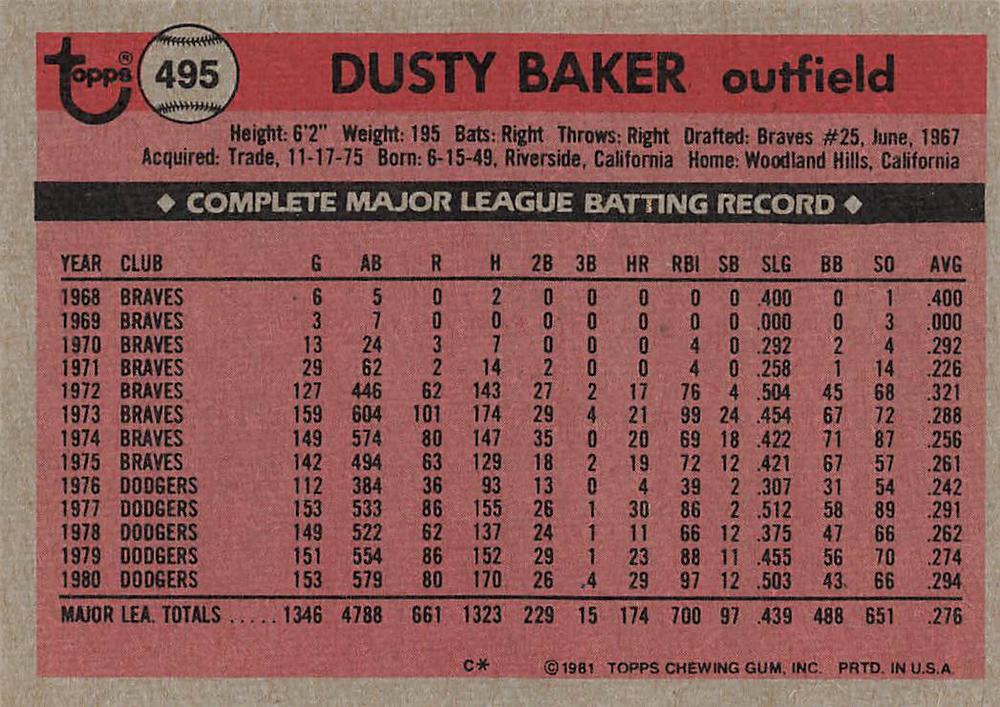 Topps® 495 DUSTY BAKER outfield
Height: 6'2" Weight: 195 Bats: Right Throws: Right Drafted: Braves #25, June, 1967
Acquired: Trade, 11-17-75 Born: 6-15-49, Riverside, California Home: Woodland Hills, California
◆ COMPLETE MAJOR LEAGUE BATTING RECORD ◆
YEAR CLUB G AB R H 2B 3B HR RBI SB SLG BB SO AVG
1968 BRAVES 6 5 0 2 0 0 0 0 0 .400 0 1 .400
1969 BRAVES 3 7 0 0 0 0 0 0 0 .000 0 3 .000
1970 BRAVES 13 24 3 7 0 0 0 4 0 .292 2 4 .292
1971 BRAVES 29 62 2 14 2 0 0 4 0 .258 1 14 .226
1972 BRAVES 127 446 62 143 27 2 17 76 4 .504 45 68 .321
1973 BRAVES 159 604 101 174 29 4 21 99 24 .454 67 72 .288
1974 BRAVES 149 574 80 147 35 0 20 69 18 .422 71 87 .256
1975 BRAVES 142 494 63 129 18 2 19 72 12 .421 67 57 .261
1976 DODGERS 112 384 36 93 13 0 4 39 2 .307 31 54 .242
1977 DODGERS 153 533 86 155 26 1 30 86 2 .512 58 89 .291
1978 DODGERS 149 522 62 137 24 1 11 66 12 .375 47 66 .262
1979 DODGERS 151 554 86 152 29 1 23 88 11 .455 56 70 .274
1980 DODGERS 153 579 80 170 26 4 29 97 12 .503 43 66 .294
MAJOR LEA. TOTALS ..... 1346 4788 661 1323 229 15 174 700 97 .439 488 651 .276
C* ©1981 TOPPS CHEWING GUM, INC. PRTD. IN U.S.A.